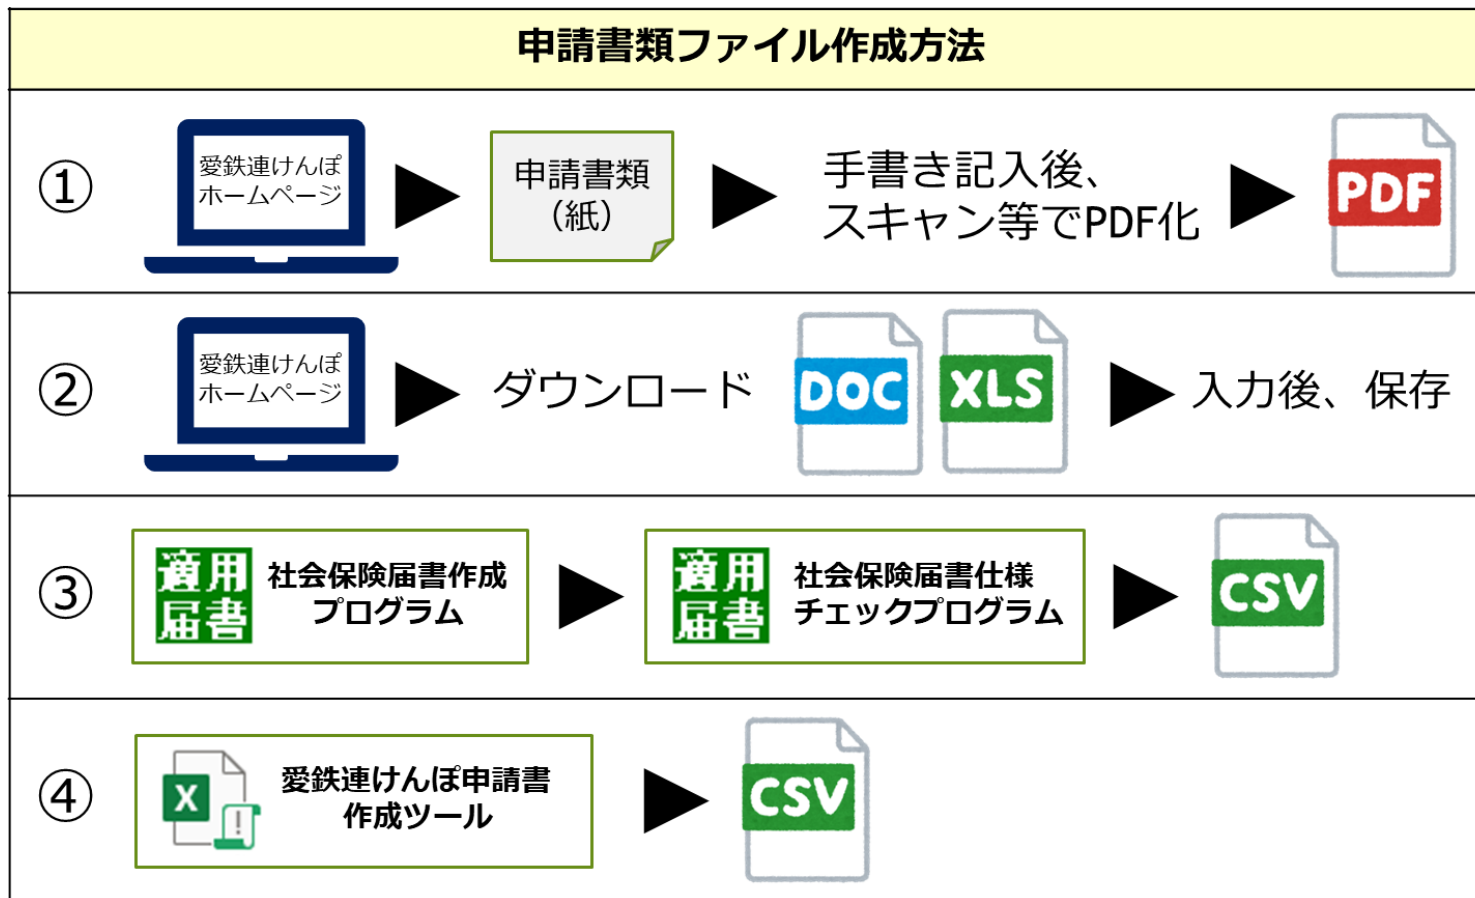 申請書類ファイル作成方法
①
愛鉄連けんぽ
ホームページ
申請書類
（紙）
手書き記入後、
スキャン等でPDF化
PDF
②
愛鉄連けんぽ
ホームページ
ダウンロード
DOC
XLS
入力後、保存
③
適用
届書
社会保険届書作成
プログラム
適用
届書
社会保険届書仕様
チェックプログラム
CSV
④
X
愛鉄連けんぽ申請書
作成ツール
CSV